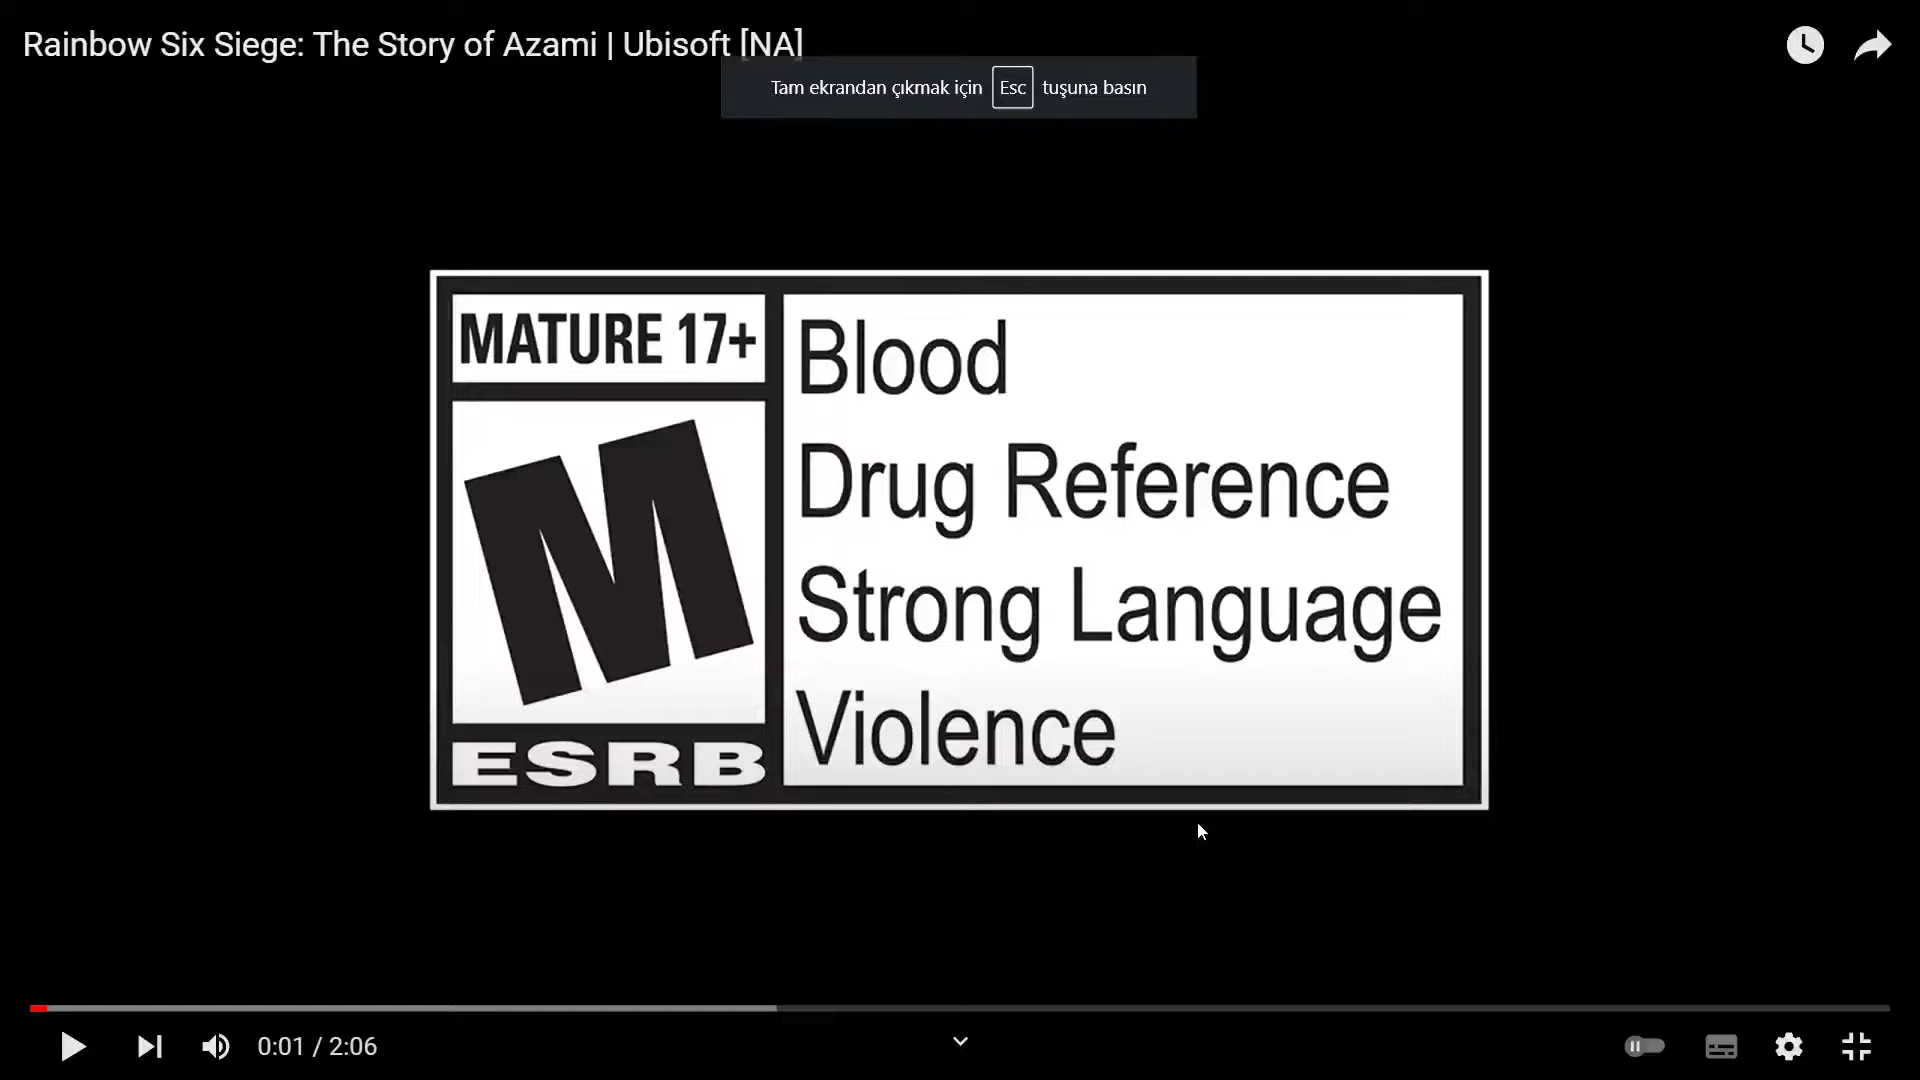 Rainbow Six Siege: The Story of Azami | Ubisoft [NA]
Tam ekrandan çıkmak için Esc tuşuna basın
MATURE 17+
M
ESRB
Blood
Drug Reference
Strong Language
Violence
0:01 / 2:06